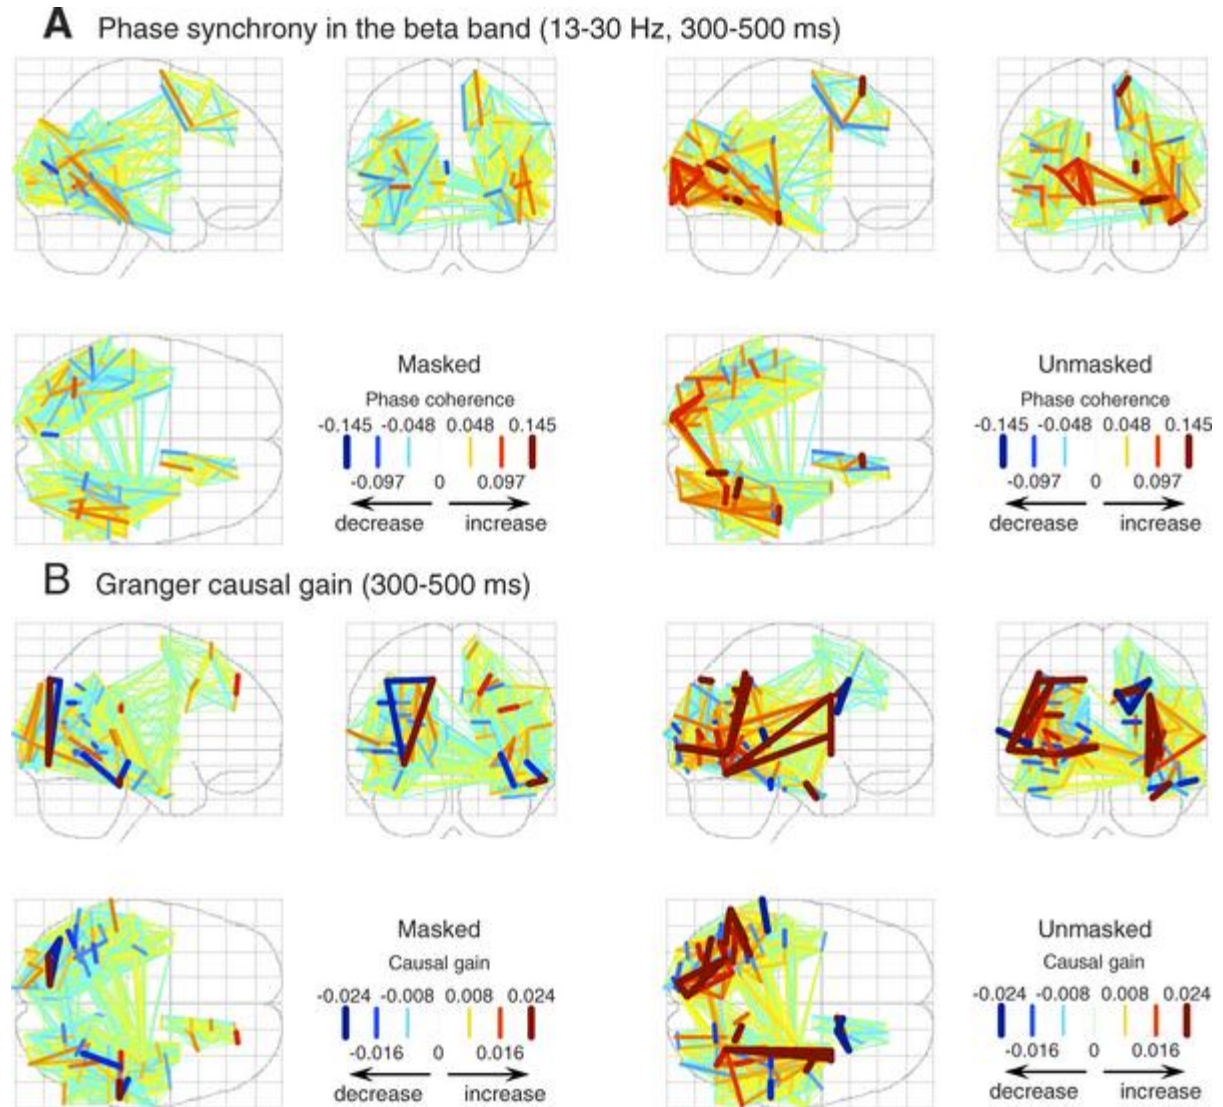 A Phase synchrony in the beta band (13-30 Hz, 300-500 ms)
Masked
Phase coherence
-0.145 -0.048 0.048 0.145
-0.097 0 0.097
decrease increase
Unmasked
Phase coherence
-0.145 -0.048 0.048 0.145
-0.097 0 0.097
decrease increase
B Granger causal gain (300-500 ms)
Masked
Causal gain
-0.024 -0.008 0.008 0.024
-0.016 0 0.016
decrease increase
Unmasked
Causal gain
-0.024 -0.008 0.008 0.024
-0.016 0 0.016
decrease increase